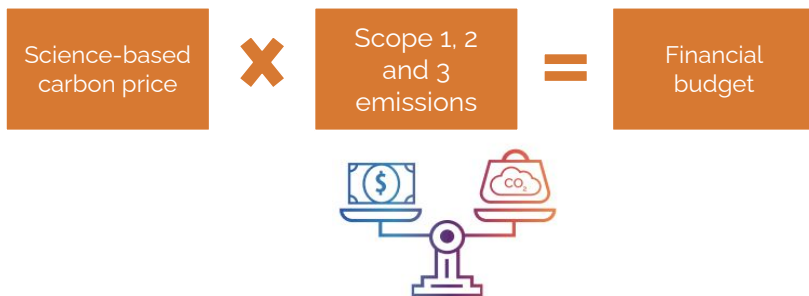 Science-based
carbon price
Scope 1, 2
and 3
emissions
Financial
budget
$
CO₂